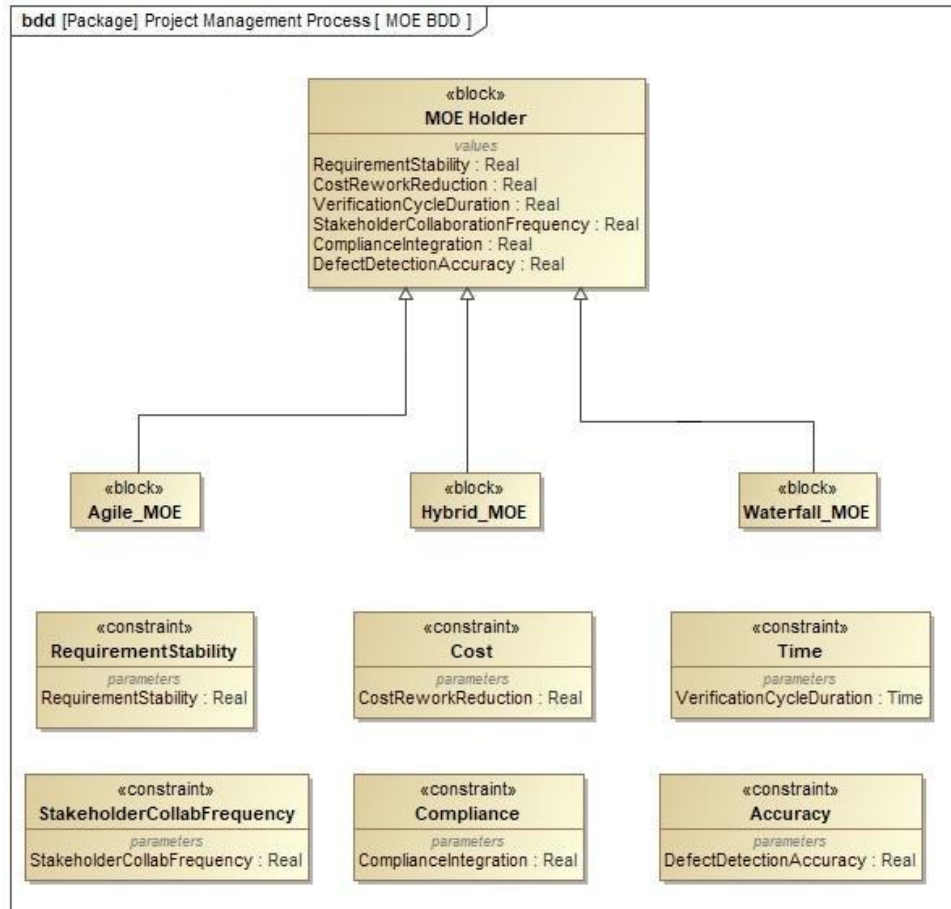 bdd [Package] Project Management Process [ MOE BDD ]
«block»
MOE Holder
values
RequirementStability : Real
CostReworkReduction : Real
VerificationCycleDuration : Real
StakeholderCollaborationFrequency : Real
ComplianceIntegration : Real
DefectDetectionAccuracy : Real
«block»
Agile_MOE
«block»
Hybrid_MOE
«block»
Waterfall_MOE
«constraint»
RequirementStability
parameters
RequirementStability : Real
«constraint»
Cost
parameters
CostReworkReduction : Real
«constraint»
Time
parameters
VerificationCycleDuration : Time
«constraint»
StakeholderCollabFrequency
parameters
StakeholderCollabFrequency : Real
«constraint»
Compliance
parameters
ComplianceIntegration : Real
«constraint»
Accuracy
parameters
DefectDetectionAccuracy : Real